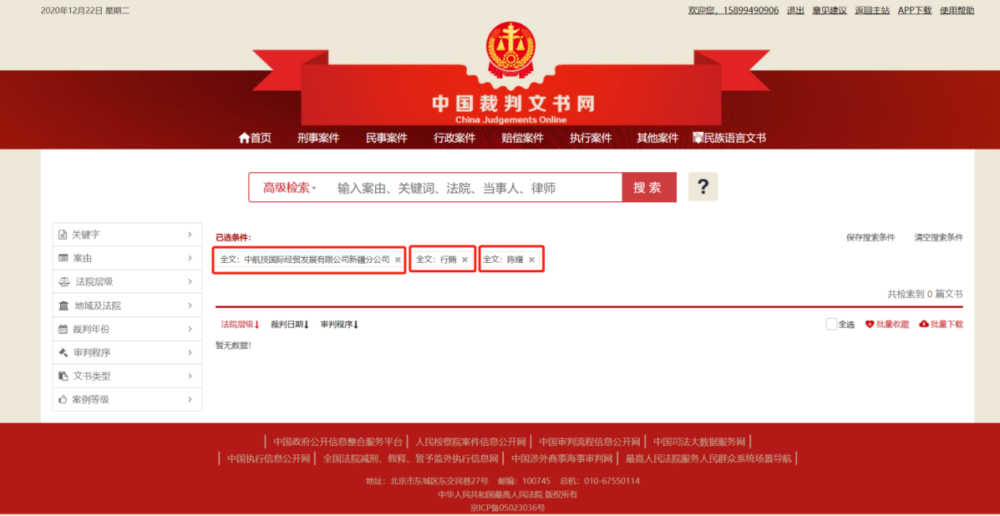 2020年12月22日 星期二
欢迎您，15899490906 退出 意见建议 返回主站 APP下载 使用帮助
中国裁判文书网
China Judgements Online
首页 刑事案件 民事案件 行政案件 赔偿案件 执行案件 其他案件 民族语言文书
高级检索 输入案由、关键词、法院、当事人、律师 搜索 ?
关键字
案由
法院层级
地域及法院
裁判年份
审判程序
文书类型
案例等级
已选条件： 保存搜索条件 清空搜索条件
全文：中航技国际经贸发展有限公司新疆分公司 × 全文：行贿 × 全文：陈耀 ×
共检索到 0 篇文书
法院层级↓ 裁判日期↓ 审判程序↓ 全选 批量收藏 批量下载
暂无数据!
| 中国政府公开信息整合服务平台 | 人民检察院案件信息公开网 | 中国审判流程信息公开网 | 中国司法大数据服务网 |
| 中国执行信息公开网 | 全国法院减刑、假释、暂予监外执行信息网 | 中国涉外商事海事审判网 | 最高人民法院服务人民群众系统场景导航 |
地址：北京市东城区东交民巷27号 邮编：100745 总机：010-67550114
中华人民共和国最高人民法院 版权所有
京ICP备05023036号